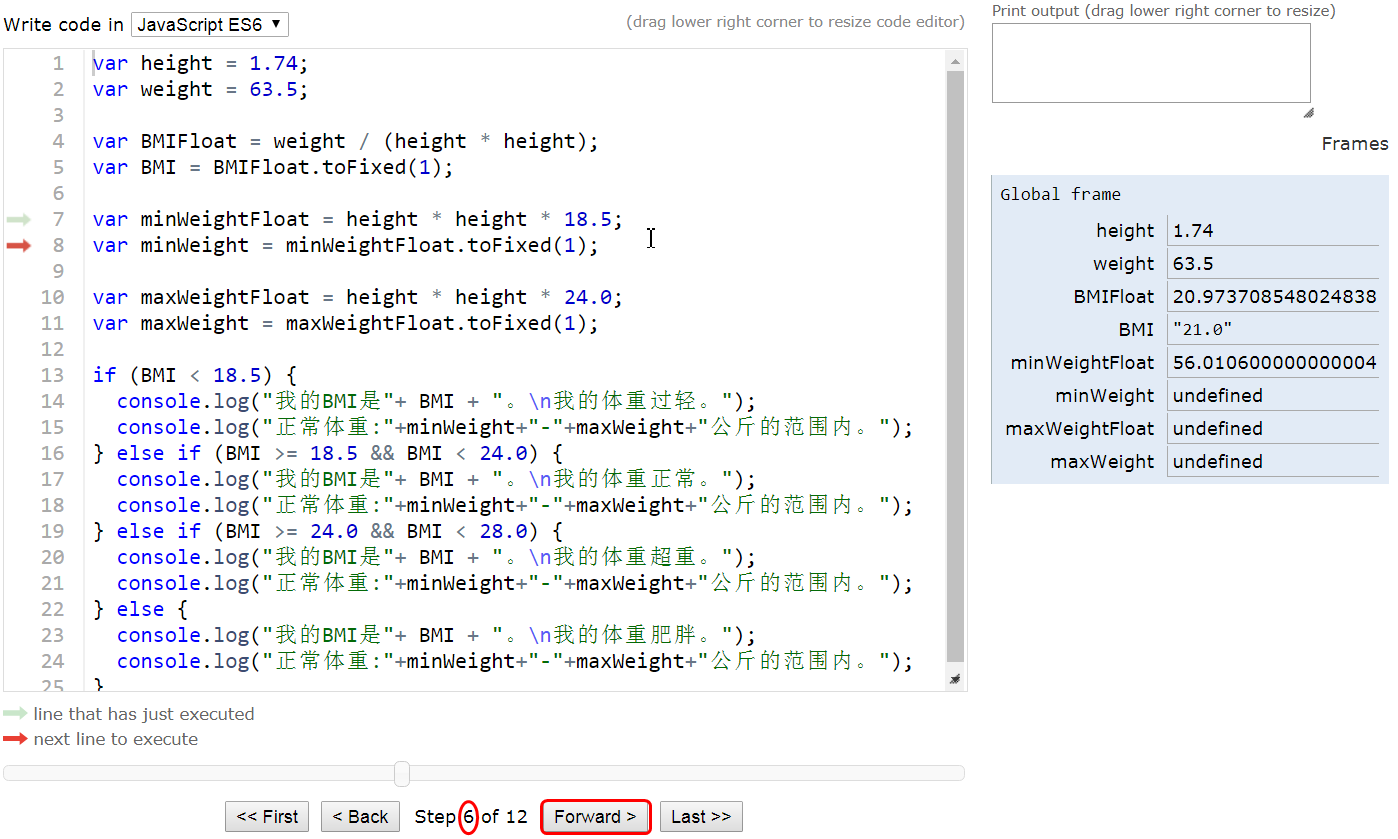 Write code in JavaScript ES6 ▼ (drag lower right corner to resize code editor)
1 var height = 1.74;
2 var weight = 63.5;
3
4 var BMIFloat = weight / (height * height);
5 var BMI = BMIFloat.toFixed(1);
6
7 var minWeightFloat = height * height * 18.5;
8 var minWeight = minWeightFloat.toFixed(1);
9
10 var maxWeightFloat = height * height * 24.0;
11 var maxWeight = maxWeightFloat.toFixed(1);
12
13 if (BMI < 18.5) {
14 console.log("我的BMI是"+ BMI + "。\n我的体重过轻。");
15 console.log("正常体重:"+minWeight+"-"+maxWeight+"公斤的范围内。");
16 } else if (BMI >= 18.5 && BMI < 24.0) {
17 console.log("我的BMI是"+ BMI + "。\n我的体重正常。");
18 console.log("正常体重:"+minWeight+"-"+maxWeight+"公斤的范围内。");
19 } else if (BMI >= 24.0 && BMI < 28.0) {
20 console.log("我的BMI是"+ BMI + "。\n我的体重超重。");
21 console.log("正常体重:"+minWeight+"-"+maxWeight+"公斤的范围内。");
22 } else {
23 console.log("我的BMI是"+ BMI + "。\n我的体重肥胖。");
24 console.log("正常体重:"+minWeight+"-"+maxWeight+"公斤的范围内。");
25 }
line that has just executed
next line to execute
<< First < Back Step 6 of 12 Forward > Last >>
Print output (drag lower right corner to resize)
Frames
Global frame
height 1.74
weight 63.5
BMIFloat 20.973708548024838
BMI "21.0"
minWeightFloat 56.010600000000004
minWeight undefined
maxWeightFloat undefined
maxWeight undefined